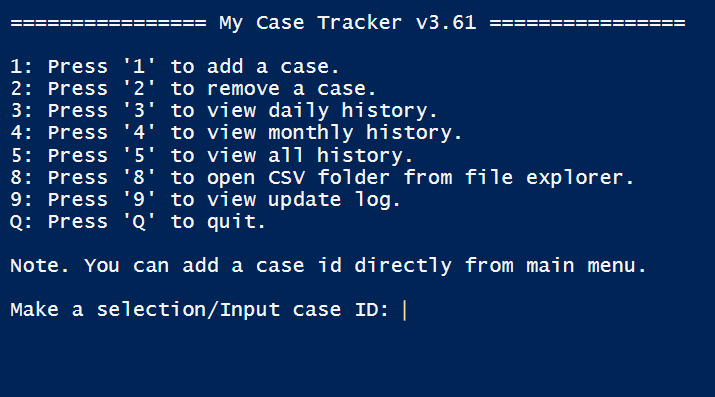 ================ My Case Tracker v3.61 ================
1: Press '1' to add a case.
2: Press '2' to remove a case.
3: Press '3' to view daily history.
4: Press '4' to view monthly history.
5: Press '5' to view all history.
8: Press '8' to open CSV folder from file explorer.
9: Press '9' to view update log.
Q: Press 'Q' to quit.
Note. You can add a case id directly from main menu.
Make a selection/Input case ID: